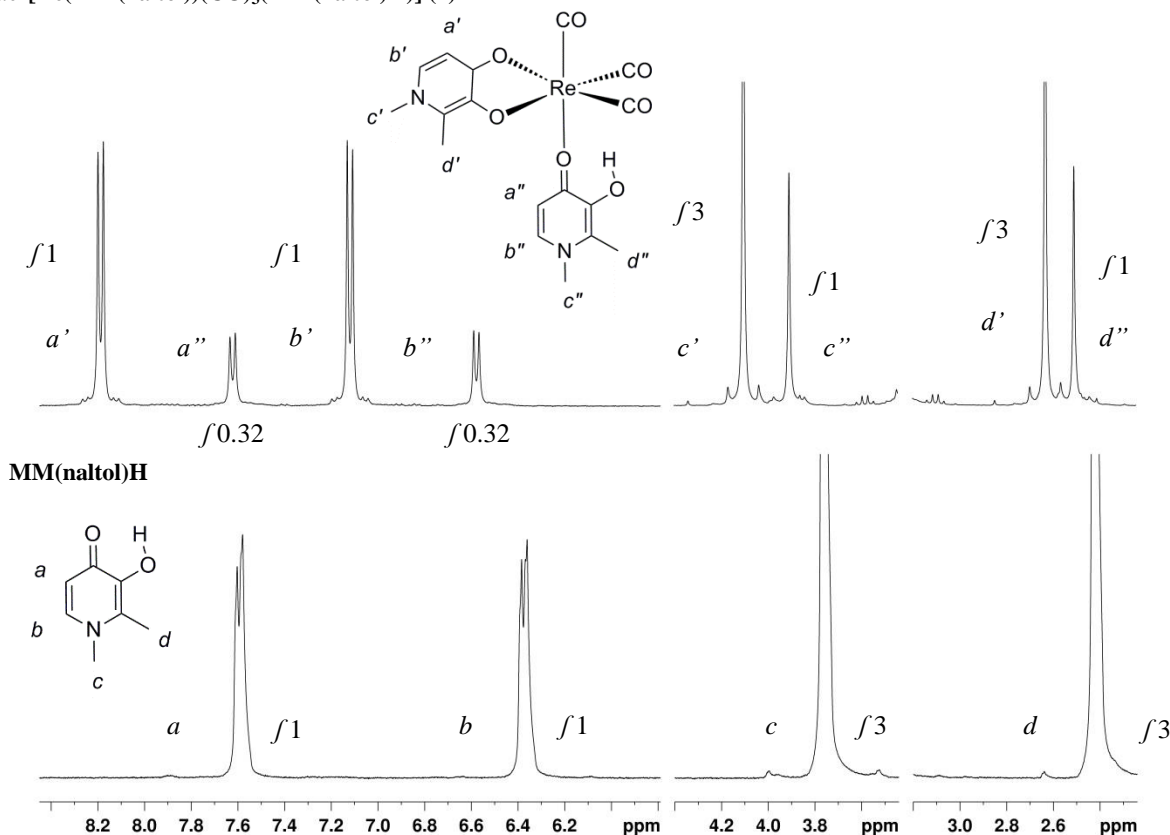 CO
a'
b'
O
Re
CO
N
O
CO
c'
d'
O
H
a"
O
b"
N
d"
c"
∫1
a'
a''
∫1
b'
b''
∫3
c'
∫1
c''
∫3
d'
∫1
d''
∫0.32
∫0.32
MM(naltol)H
O
H
a
O
b
N
d
c
a
∫1
b
∫1
c
∫3
d
∫3
8.2 8.0 7.8 7.6 7.4 7.2 7.0 6.8 6.6 6.4 6.2 ppm
4.2 4.0 3.8 ppm
3.0 2.8 2.6 ppm